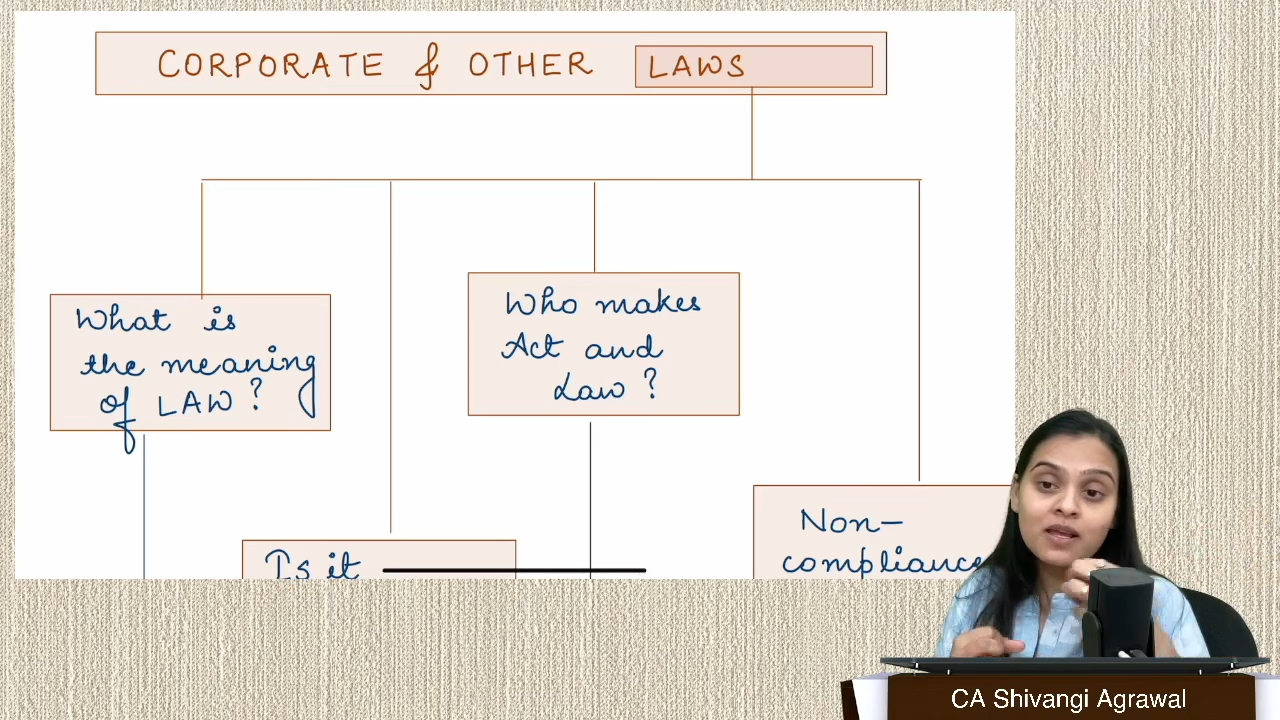 CORPORATE & OTHER LAWS
What is
the meaning
of LAW?
Who makes
Act and
Law?
Is it
Non-
compliance
CA Shivangi Agrawal